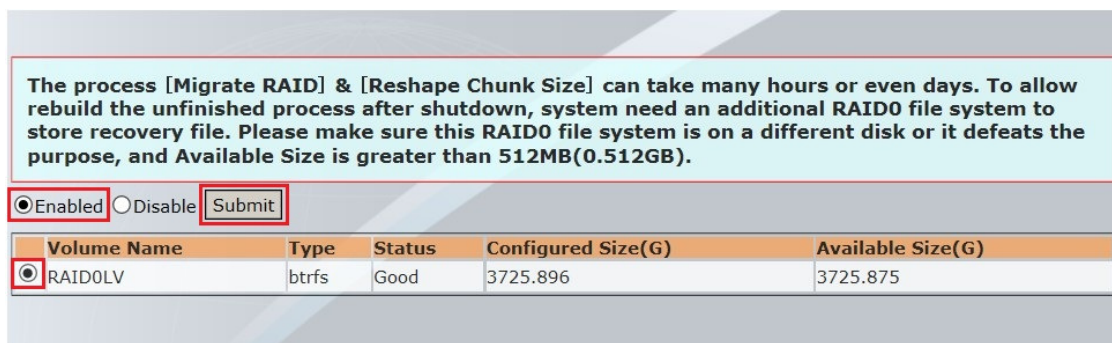 The process [Migrate RAID] & [Reshape Chunk Size] can take many hours or even days. To allow
rebuild the unfinished process after shutdown, system need an additional RAID0 file system to
store recovery file. Please make sure this RAID0 file system is on a different disk or it defeats the
purpose, and Available Size is greater than 512MB(0.512GB).
Enabled Disable Submit
Volume Name Type Status Configured Size(G) Available Size(G)
RAID0LV btrfs Good 3725.896 3725.875